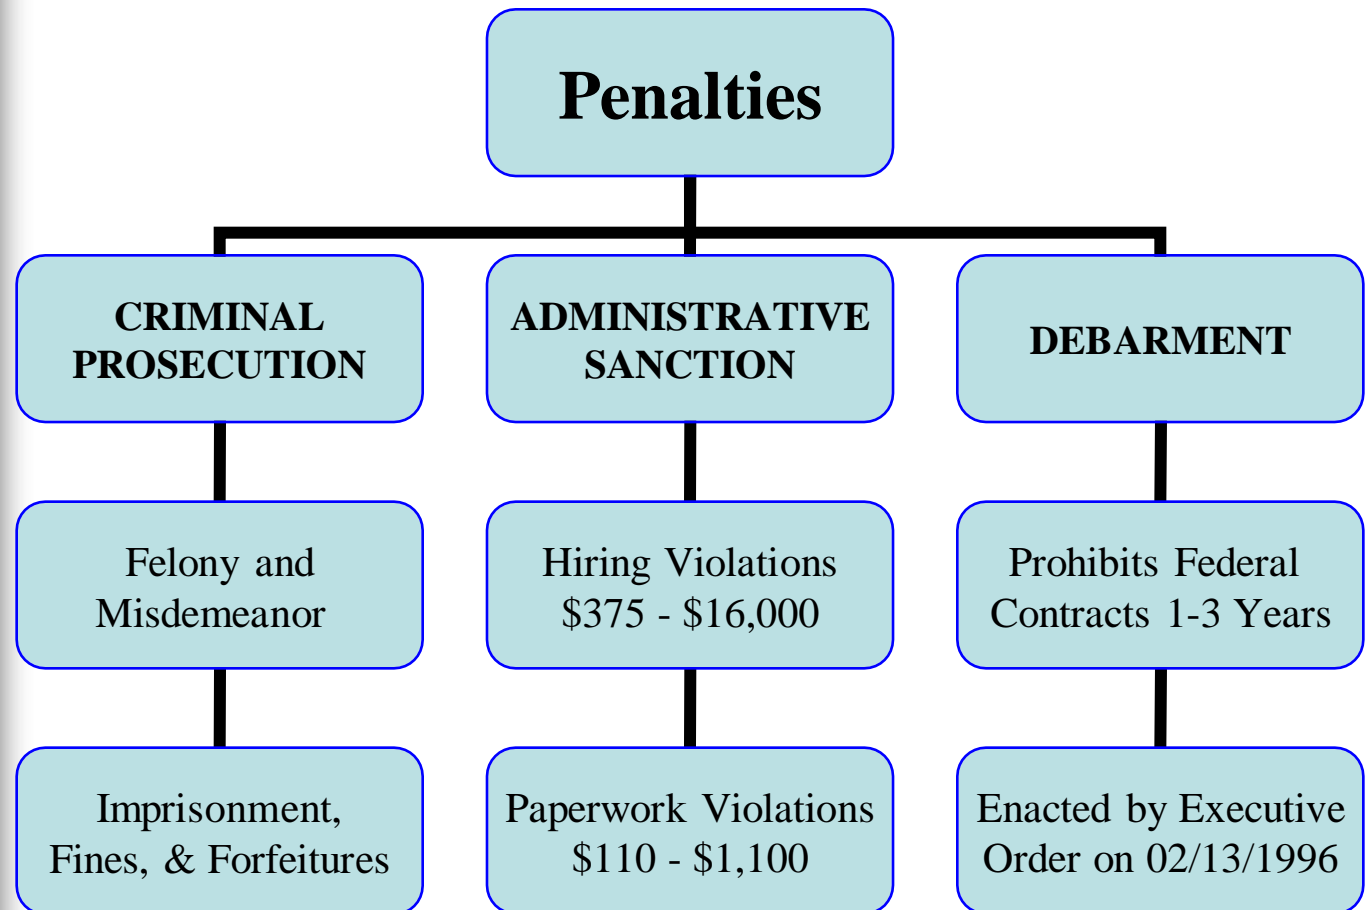 Penalties
CRIMINAL
PROSECUTION
ADMINISTRATIVE
SANCTION
DEBARMENT
Felony and
Misdemeanor
Hiring Violations
$375 - $16,000
Prohibits Federal
Contracts 1-3 Years
Imprisonment,
Fines, & Forfeitures
Paperwork Violations
$110 - $1,100
Enacted by Executive
Order on 02/13/1996